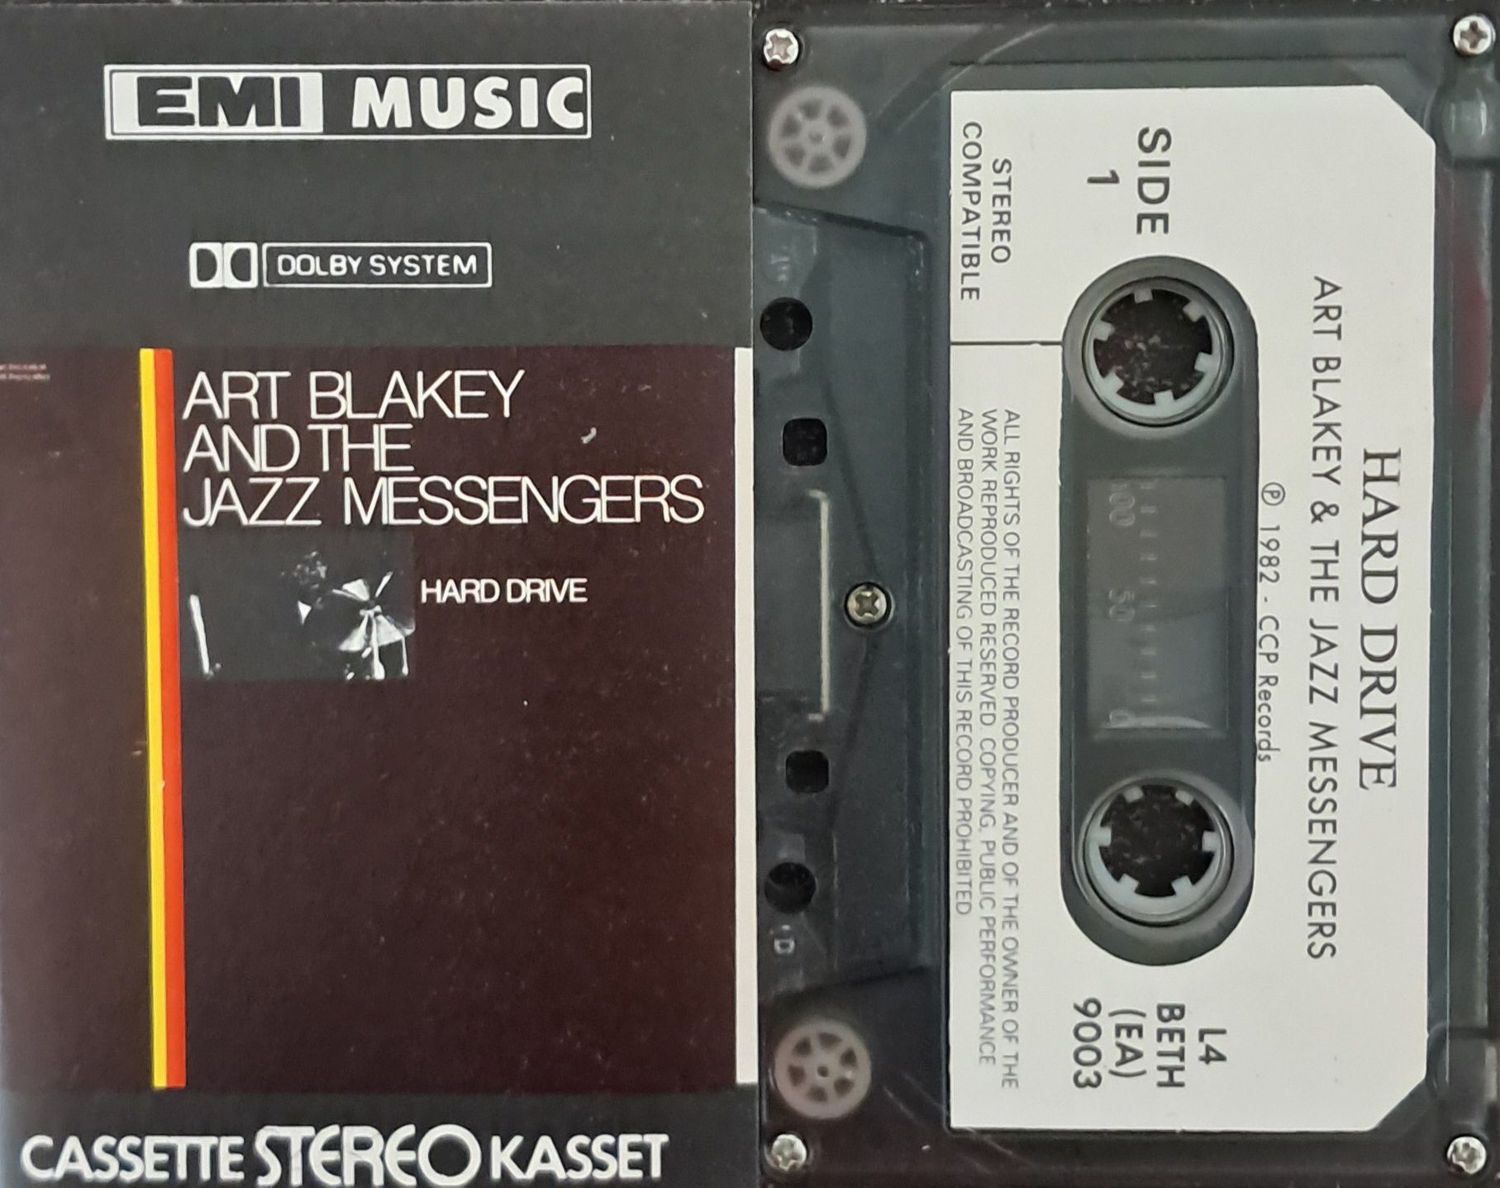 EMI MUSIC
DOLBY SYSTEM
ART BLAKEY
AND THE
JAZZ MESSENGERS
HARD DRIVE
CASSETTE STEREO KASSET
HARD DRIVE
ART BLAKEY & THE JAZZ MESSENGERS
℗ 1982 - CCP Records
SIDE
1
STEREO
COMPATIBLE
L4
BETH
(EA)
9003
100 50 0
ALL RIGHTS OF THE RECORD PRODUCER AND OF THE OWNER OF THE
WORK REPRODUCED RESERVED. COPYING, PUBLIC PERFORMANCE
AND BROADCASTING OF THIS RECORD PROHIBITED
D